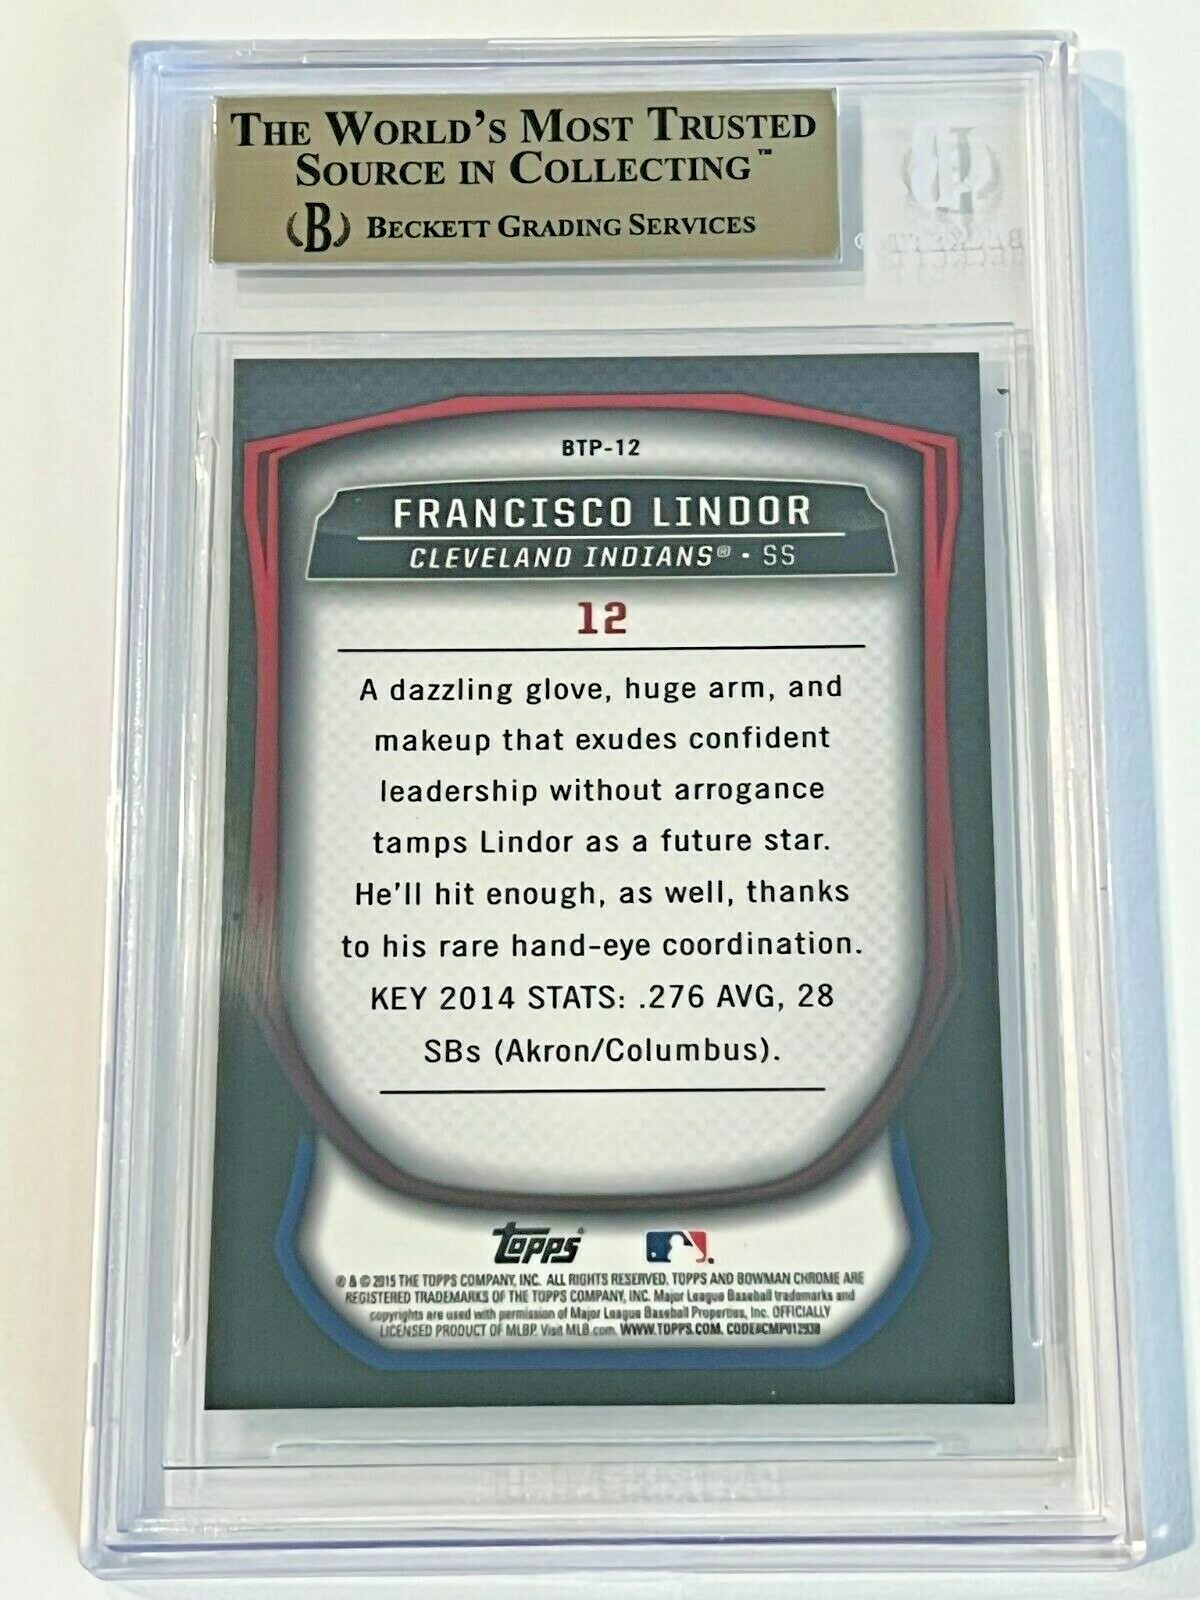 THE WORLD'S MOST TRUSTED
SOURCE IN COLLECTING™
B BECKETT GRADING SERVICES
BTP-12
FRANCISCO LINDOR
CLEVELAND INDIANS® • SS
12
A dazzling glove, huge arm, and
makeup that exudes confident
leadership without arrogance
tamps Lindor as a future star.
He'll hit enough, as well, thanks
to his rare hand-eye coordination.
KEY 2014 STATS: .276 AVG, 28
SBs (Akron/Columbus).
Topps
® & © 2015 THE TOPPS COMPANY, INC. ALL RIGHTS RESERVED. TOPPS AND BOWMAN CHROME ARE
REGISTERED TRADEMARKS OF THE TOPPS COMPANY, INC. Major League Baseball trademarks and
copyrights are used with permission of Major League Baseball Properties, Inc. OFFICIALLY
LICENSED PRODUCT OF MLBP. Visit MLB.com. WWW.TOPPS.COM.